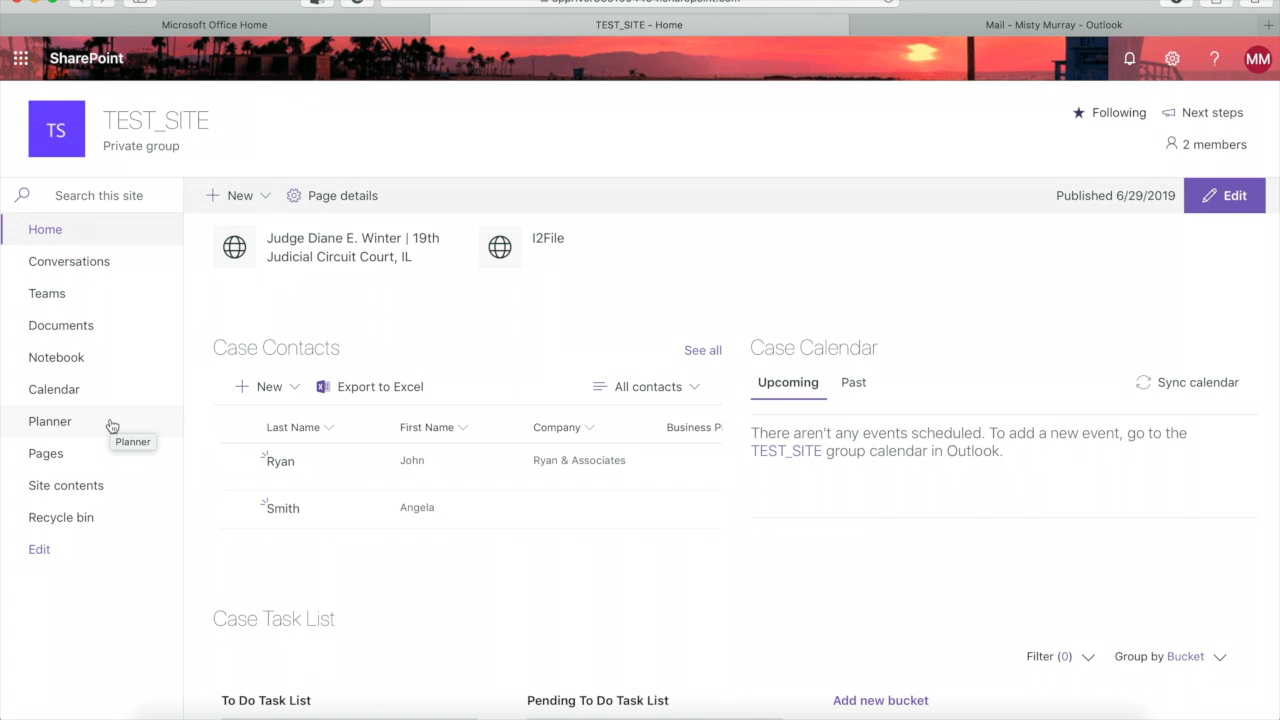 Microsoft Office Home
TEST_SITE - Home
Mail - Misty Murray - Outlook
SharePoint
MM
TS
TEST_SITE
Private group
Following
Next steps
2 members
Search this site
New
Page details
Published 6/29/2019
Edit
Home
Conversations
Teams
Documents
Notebook
Calendar
Planner
Planner
Pages
Site contents
Recycle bin
Edit
Judge Diane E. Winter | 19th
Judicial Circuit Court, IL
I2File
Case Contacts
See all
New
Export to Excel
All contacts
Last Name
First Name
Company
Business P
Ryan
John
Ryan & Associates
Smith
Angela
Case Calendar
Upcoming
Past
Sync calendar
There aren't any events scheduled. To add a new event, go to the
TEST_SITE group calendar in Outlook.
Case Task List
Filter (0)
Group by Bucket
To Do Task List
Pending To Do Task List
Add new bucket